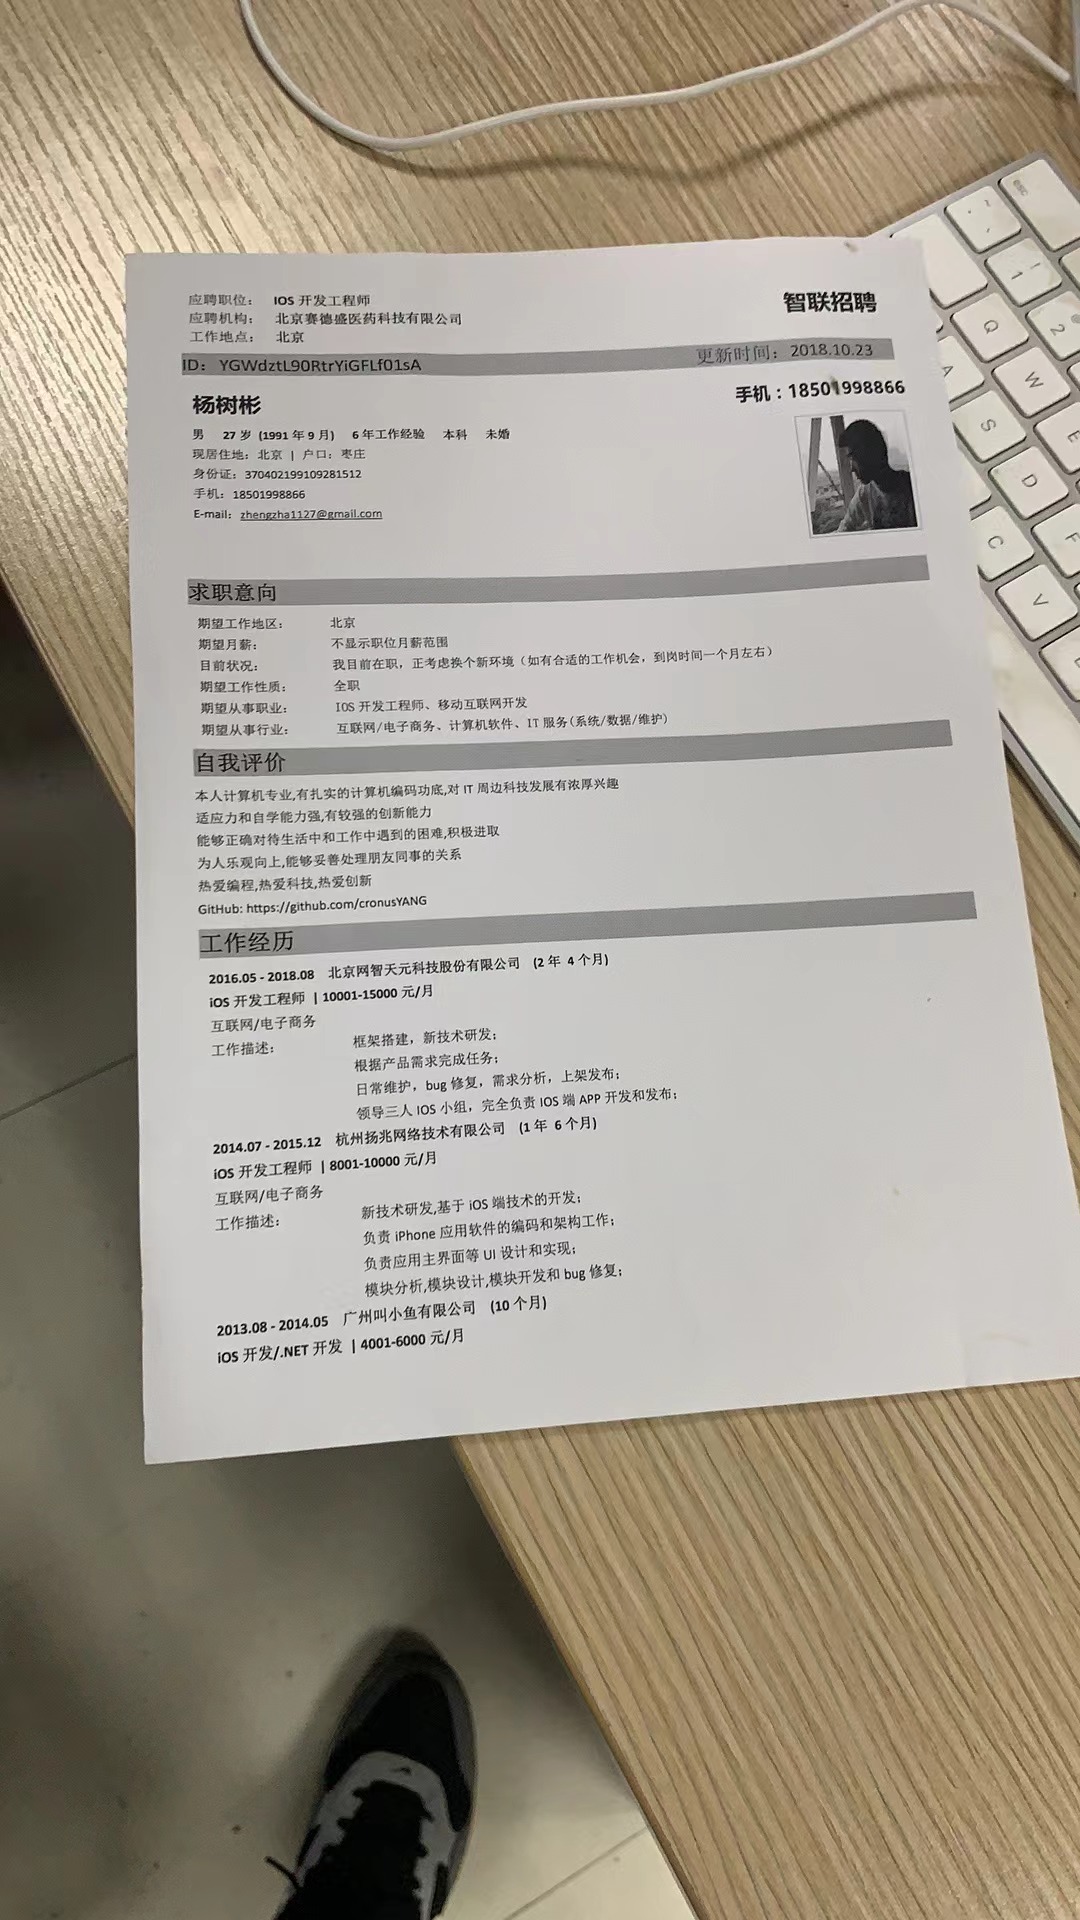 应聘职位： IOS 开发工程师
应聘机构： 北京赛德盛医药科技有限公司
工作地点： 北京
智联招聘
ID： YGWdztL90RtrYiGFLf01sA 更新时间：2018.10.23
杨树彬
手机：18501998866
男 27 岁 (1991 年 9 月) 6 年工作经验 本科 未婚
现居住地：北京 | 户口：枣庄
身份证：370402199109281512
手机：18501998866
E-mail：zhengzha1127@gmail.com
求职意向
期望工作地区： 北京
期望月薪： 不显示职位月薪范围
目前状况： 我目前在职，正考虑换个新环境（如有合适的工作机会，到岗时间一个月左右）
期望工作性质： 全职
期望从事职业： IOS 开发工程师、移动互联网开发
期望从事行业： 互联网/电子商务、计算机软件、IT 服务(系统/数据/维护)
自我评价
本人计算机专业,有扎实的计算机编码功底,对 IT 周边科技发展有浓厚兴趣
适应力和自学能力强,有较强的创新能力
能够正确对待生活中和工作中遇到的困难,积极进取
为人乐观向上,能够妥善处理朋友同事的关系
热爱编程,热爱科技,热爱创新
GitHub: https://github.com/cronusYANG
工作经历
2016.05 - 2018.08 北京网智天元科技股份有限公司 (2 年 4 个月)
iOS 开发工程师 | 10001-15000 元/月
互联网/电子商务
工作描述： 框架搭建，新技术研发；
根据产品需求完成任务；
日常维护，bug 修复，需求分析，上架发布；
领导三人 IOS 小组，完全负责 IOS 端 APP 开发和发布；
2014.07 - 2015.12 杭州扬兆网络技术有限公司 (1 年 6 个月)
iOS 开发工程师 | 8001-10000 元/月
互联网/电子商务
工作描述： 新技术研发,基于 iOS 端技术的开发；
负责 iPhone 应用软件的编码和架构工作；
负责应用主界面等 UI 设计和实现；
模块分析,模块设计,模块开发和 bug 修复；
2013.08 - 2014.05 广州叫小鱼有限公司 (10 个月)
iOS 开发/.NET 开发 | 4001-6000 元/月
esc
~
!
1
2
Q
W
A
S
D
F
C
V